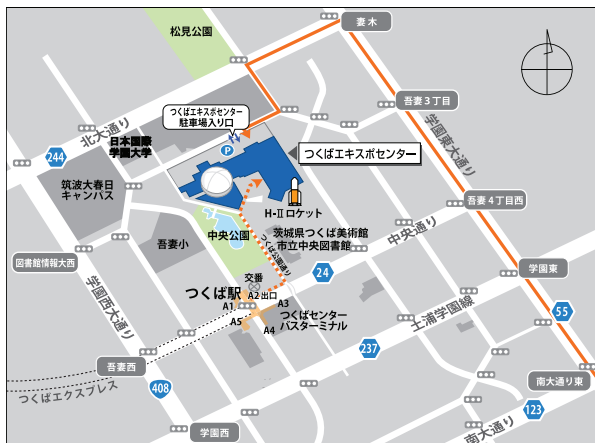 妻木
松見公園
つくばエキスポセンター
駐車場入り口
P
吾妻3丁目
北大通り
学園東大通り
日本国際
学園大学
244
つくばエキスポセンター
筑波大春日
キャンパス
H-II ロケット
吾妻4丁目西
中央公園
茨城県つくば美術館
市立中央図書館
中央通り
吾妻小
つくば公園通り
図書館情報大西
24
学園東
交番
つくば駅
A2出口
学園西大通り
A1
A3
つくばセンター
バスターミナル
A5
A4
土浦学園線
55
237
吾妻西
南大通り東
つくばエクスプレス
408
123
学園西
南大通り